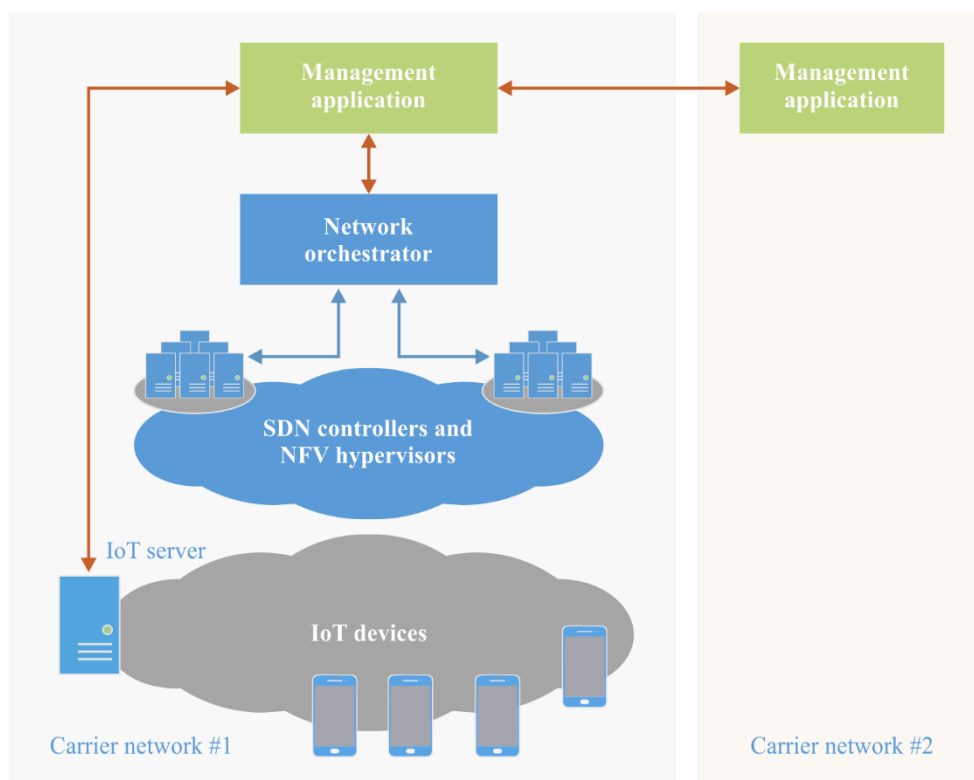 Management
application
Management
application
Network
orchestrator
SDN controllers and
NFV hypervisors
IoT server
IoT devices
Carrier network #1
Carrier network #2